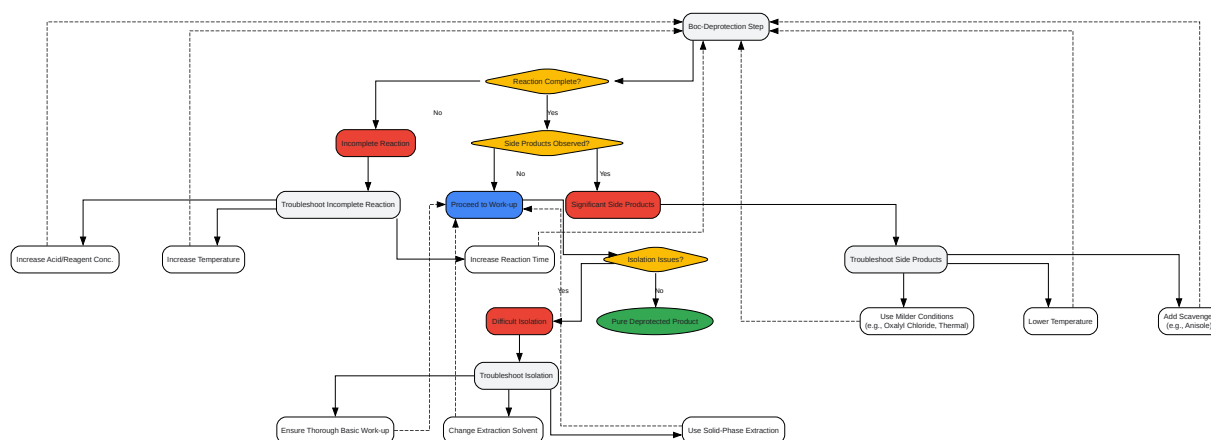 Boc-Deprotection Step
Reaction Complete?
No
Yes
Incomplete Reaction
Side Products Observed?
No
Yes
Troubleshoot Incomplete Reaction
Proceed to Work-up
Significant Side Products
Increase Acid/Reagent Conc.
Increase Temperature
Increase Reaction Time
Isolation Issues?
Troubleshoot Side Products
Yes
No
Difficult Isolation
Pure Deprotected Product
Use Milder Conditions
(e.g., Oxalyl Chloride, Thermal)
Lower Temperature
Add Scavenge
(e.g., Anisole)
Troubleshoot Isolation
Ensure Thorough Basic Work-up
Change Extraction Solvent
Use Solid-Phase Extraction